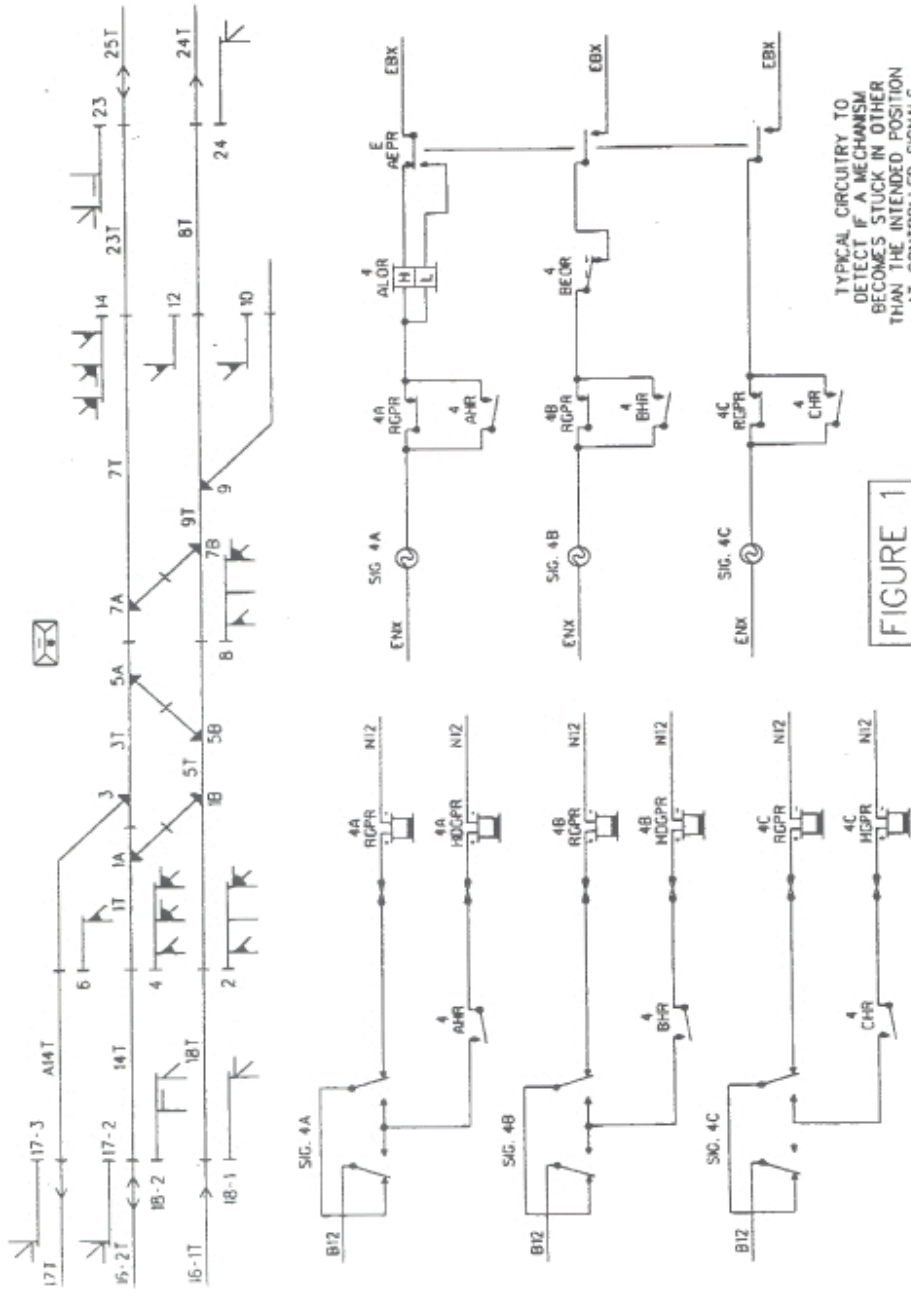 17T
17-3
A14T
6
3
3T
5A
7A
7T
14
23T
23
25T
16-2T
17-2
14T
1T
1A
4
18-2
18T
1B
5T
5B
7B
9T
9
12
8T
24T
16-1T
18-1
2
8
10
24
SIG. 4A
B12
4A
RGPR
N12
4
AHR
4A
HDGPR
N12
SIG. 4B
B12
4B
RGPR
N12
4
BHR
4B
HDGPR
N12
SIG. 4C
B12
4C
RGPR
N12
4
CHR
4C
HGPR
N12
ENX
SIG. 4A
4A
RGPR
4
AHR
4
ALOR
H
L
E
AEPR
EBX
ENX
SIG. 4B
4B
RGPR
4
BHR
4
BEOR
EBX
ENX
SIG. 4C
4C
RGPR
4
CHR
EBX
FIGURE 1
TYPICAL CIRCUITRY TO
DETECT IF A MECHANISM
BECOMES STUCK IN OTHER
THAN THE INTENDED POSITION